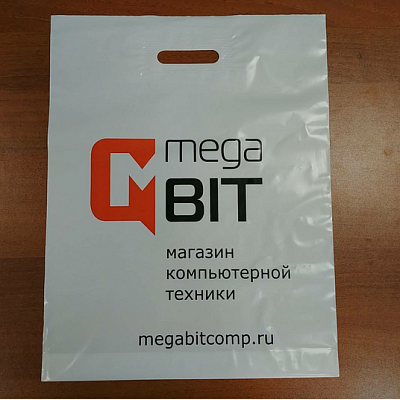 mega
BIT
магазин
компьютерной
техники
megabitcomp.ru